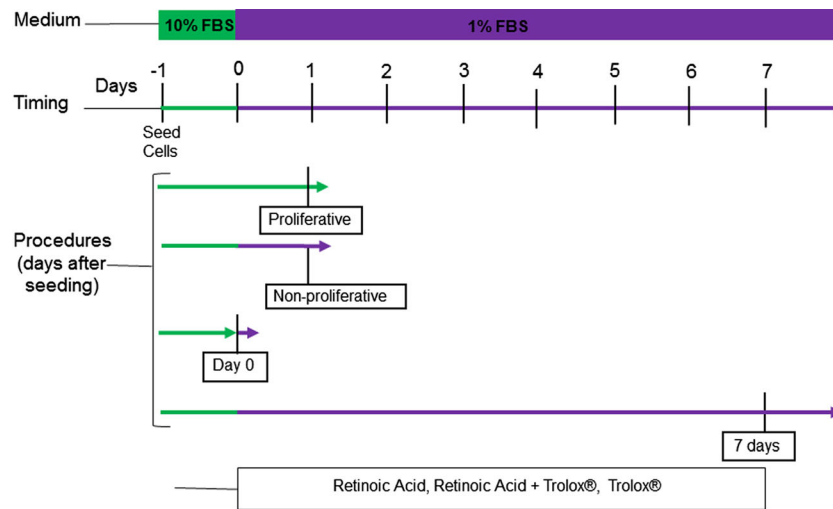 Medium
10% FBS
1% FBS
Days
-1 0 1 2 3 4 5 6 7
Timing
Seed
Cells
Proliferative
Procedures
(days after
seeding)
Non-proliferative
Day 0
7 days
Retinoic Acid, Retinoic Acid + Trolox®, Trolox®